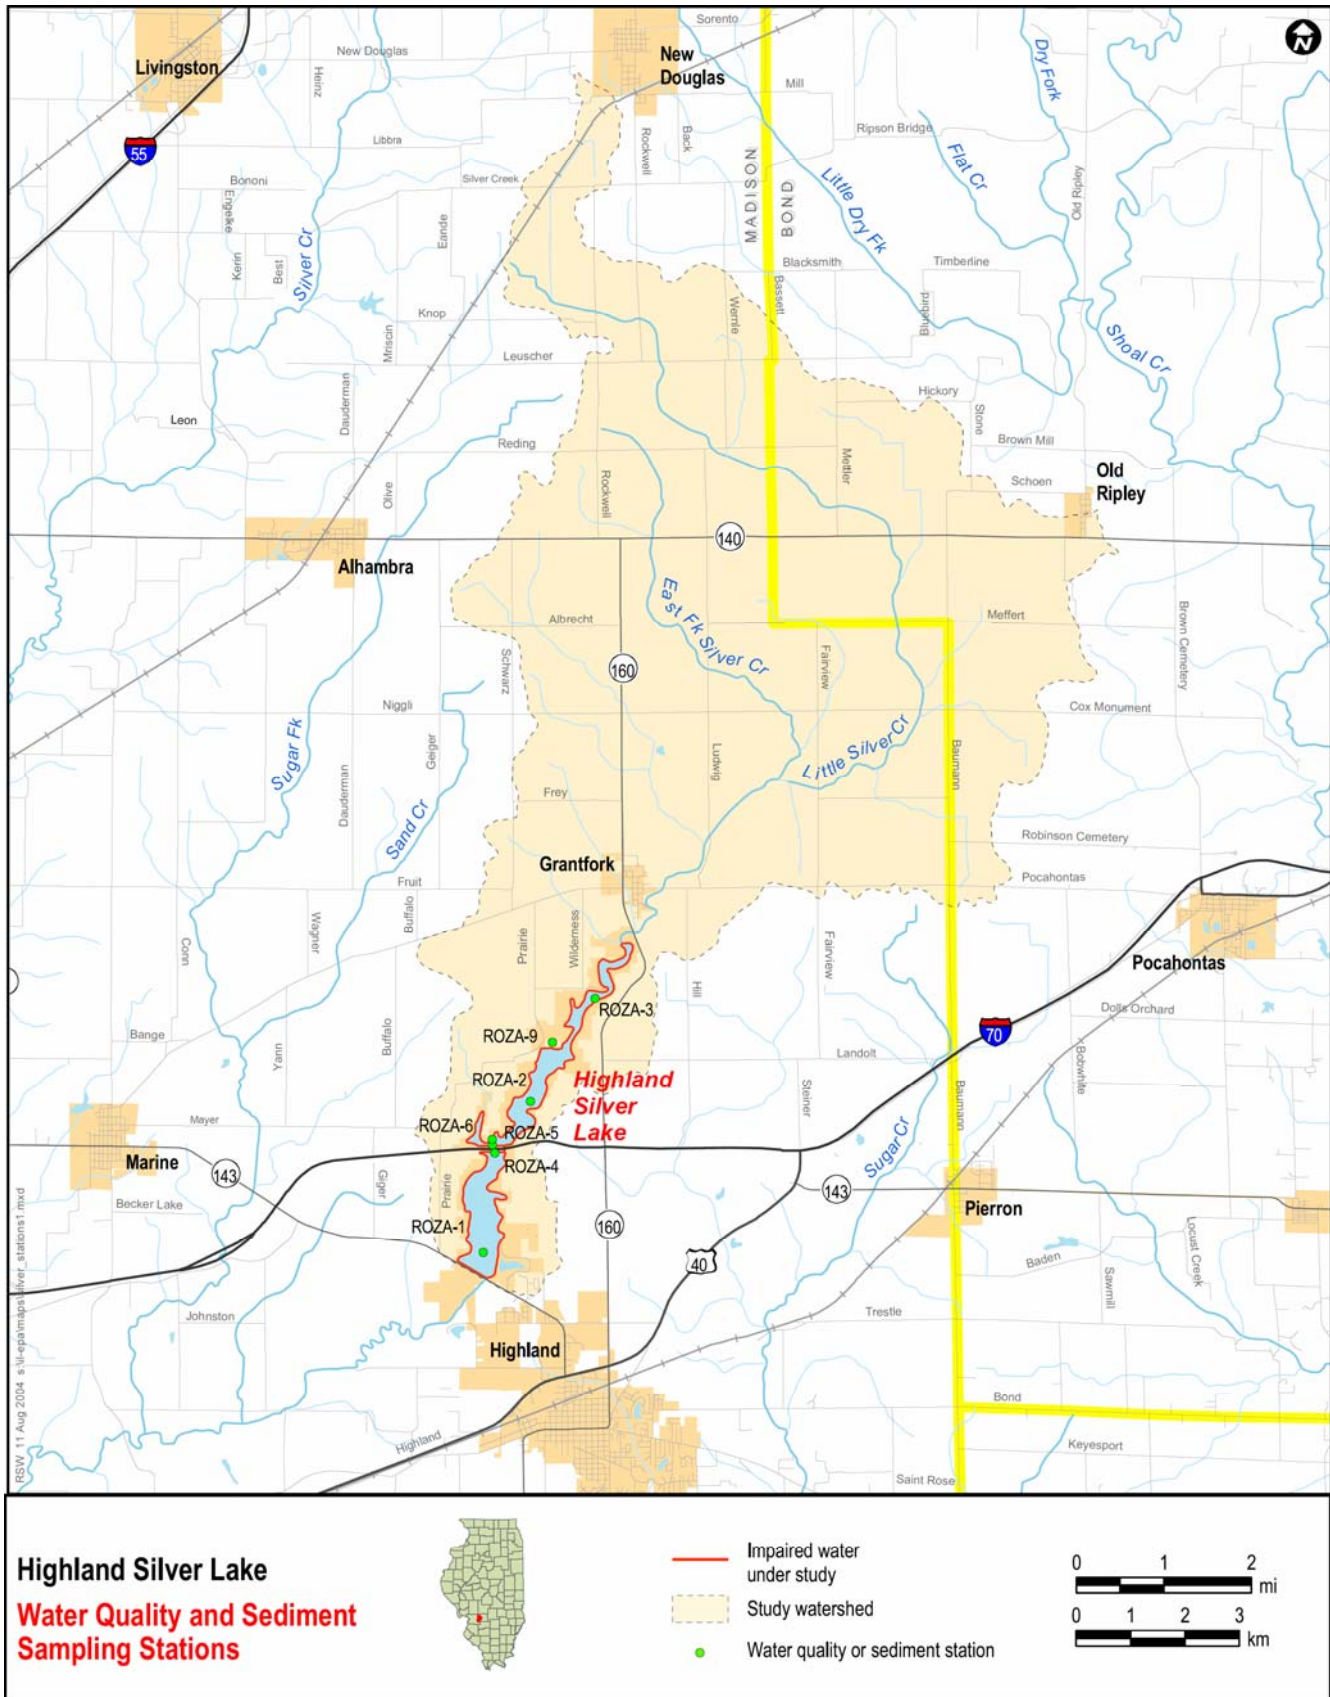 Sorento
New
Douglas
Livingston
New Douglas
Heinz
Mill
Dry Fork
55
Libbra
Rockwell
Back
Ripson Bridge
Flat Cr
MADISON
BOND
Little Dry Fk
Old Ripley
Bononi
Silver Creek
Engelke
Kerin
Best
Silver Cr
Eande
Blacksmith
Timberline
Bassett
Wernle
Bluebird
Knop
Mriscin
Leuscher
Shoal Cr
Hickory
Stone
Leon
Dauderman
Reding
Brown Mill
Mettler
Olive
Rockwell
Schoen
Old
Ripley
140
Alhambra
East Fk Silver Cr
Albrecht
Meffert
Brown Cemetery
Schwarz
160
Fairview
Niggli
Cox Monument
Sugar Fk
Geiger
Ludwig
Little Silver Cr
Baumann
Dauderman
Frey
Sand Cr
Robinson Cemetery
Grantfork
Fruit
Pocahontas
Buffalo
Wagner
Conn
Prairie
Wilderness
Fairview
Pocahontas
Hill
ROZA-3
Dolls Orchard
Bange
Yann
Buffalo
ROZA-9
70
Landolt
Bobwhite
ROZA-2
Highland
Silver
Lake
Steiner
Baumann
Mayer
ROZA-6
ROZA-5
ROZA-4
Sugar Cr
Marine
143
Giger
Prairie
143
Becker Lake
Pierron
ROZA-1
160
40
Baden
Sawmill
Locust Creek
Johnston
Trestle
Highland
Bond
Highland
Keyesport
Saint Rose
Highland Silver Lake
Water Quality and Sediment
Sampling Stations
Impaired water
under study
Study watershed
Water quality or sediment station
0 1 2
mi
0 1 2 3
km